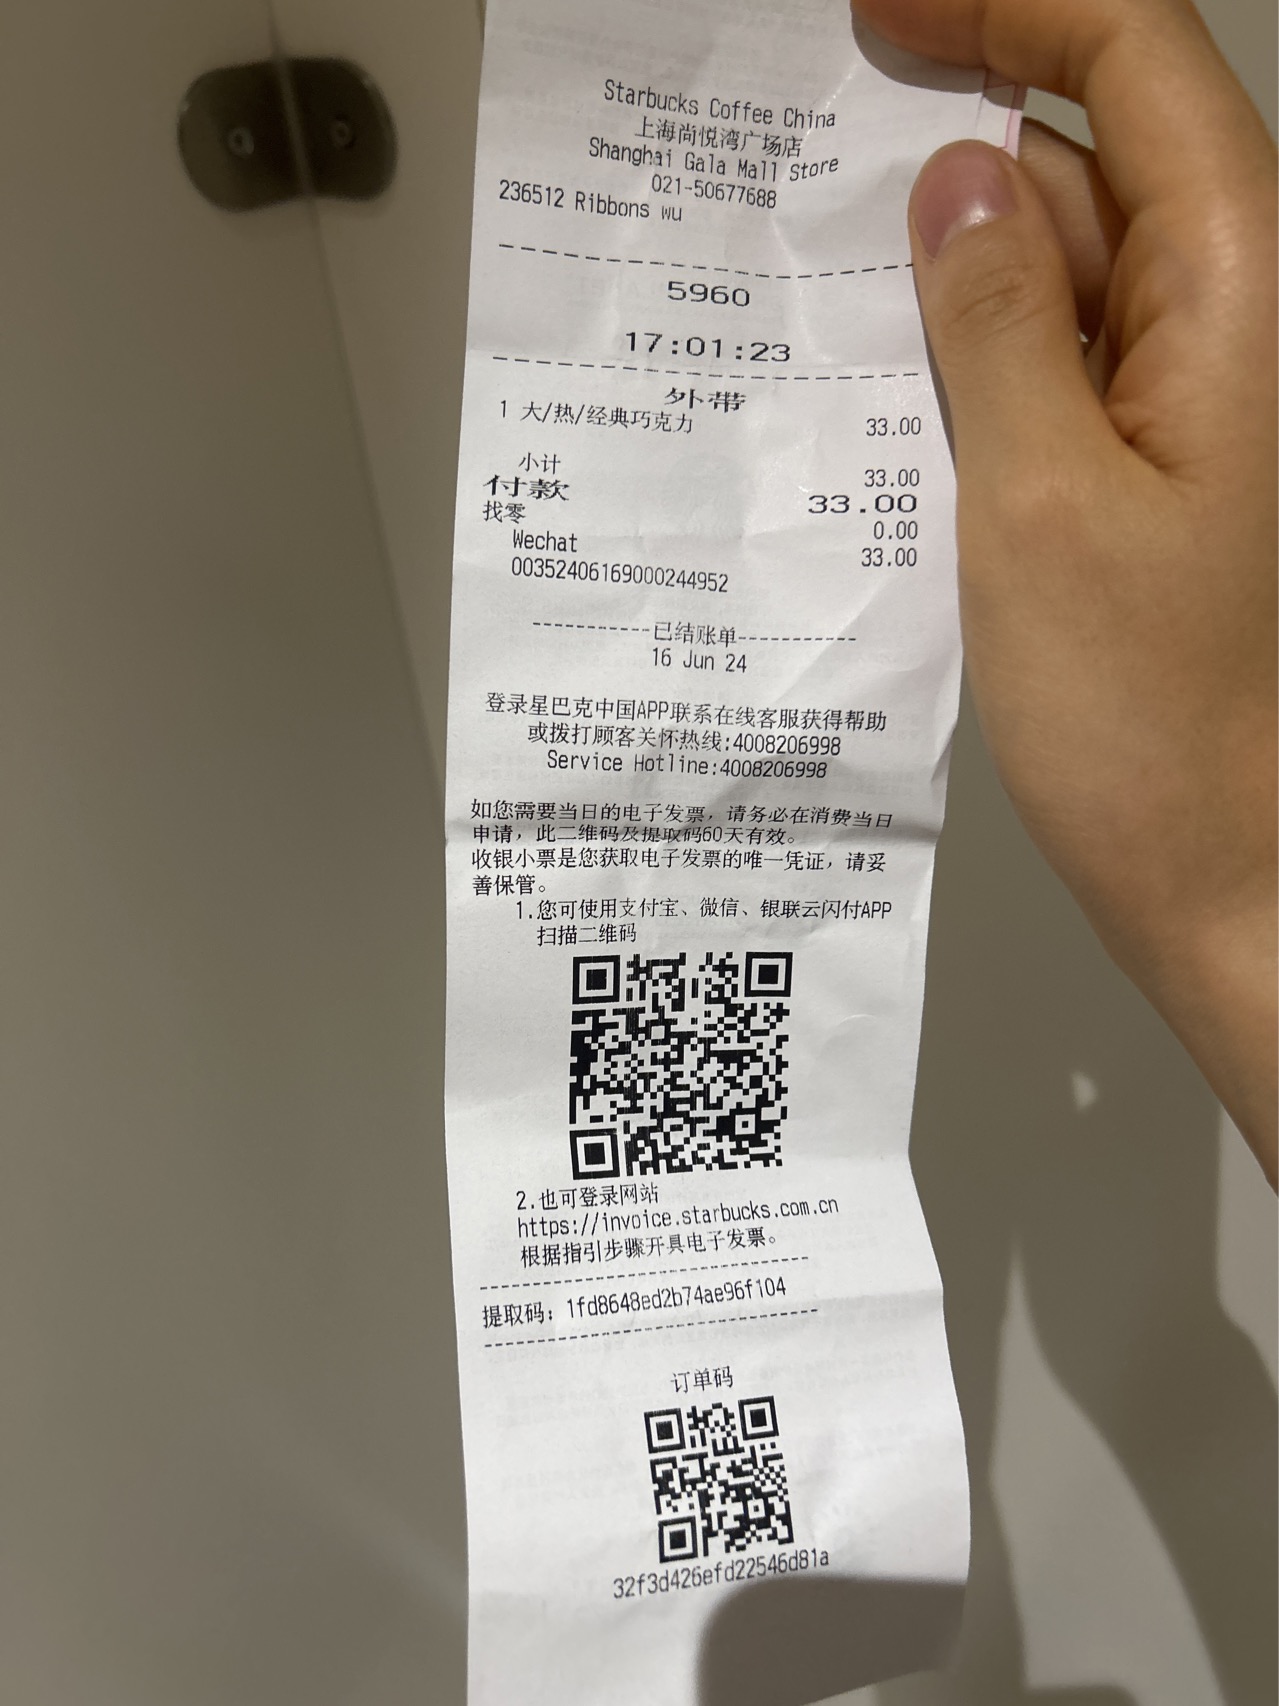 Starbucks Coffee China
上海尚悦湾广场店
Shanghai Gala Mall Store
021-50677688
236512 Ribbons wu
5960
17:01:23
外带
1 大/热/经典巧克力 33.00
小计 33.00
付款 33.00
找零 0.00
Wechat 33.00
00352406169000244952
-----------已结账单-----------
16 Jun 24
登录星巴克中国APP联系在线客服获得帮助
或拨打顾客关怀热线:4008206998
Service Hotline:4008206998
如您需要当日的电子发票，请务必在消费当日
申请，此二维码及提取码60天有效。
收银小票是您获取电子发票的唯一凭证，请妥
善保管。
1.您可使用支付宝、微信、银联云闪付APP
扫描二维码
2.也可登录网站
https://invoice.starbucks.com.cn
根据指引步骤开具电子发票。
提取码：1fd8648ed2b74ae96f104
订单码
32f3d426efd22546d81a